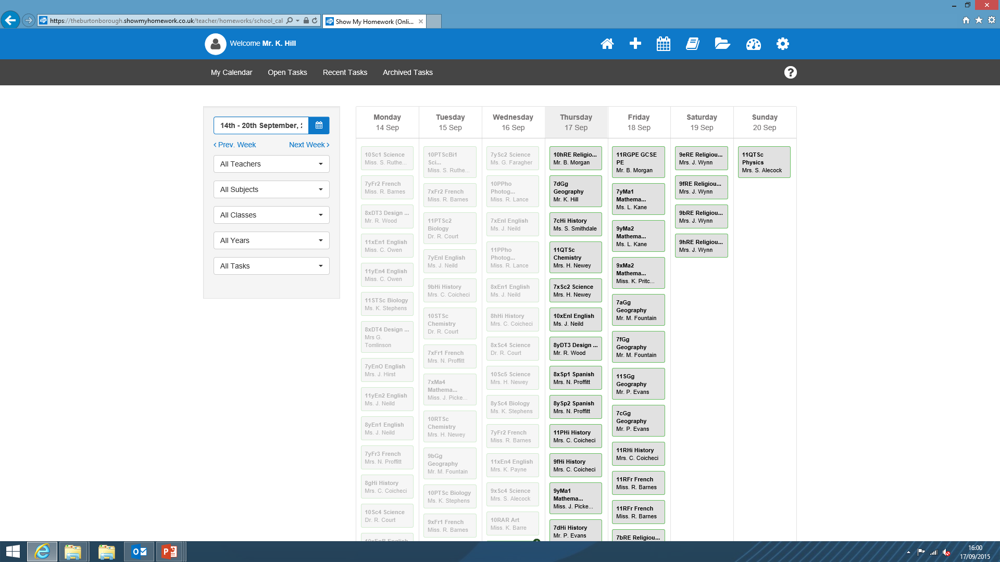 https://theburtonborough.showmyhomework.co.uk/teacher/homeworks/school_cal
Show My Homework (Onli...
Welcome Mr. K. Hill
My Calendar
Open Tasks
Recent Tasks
Archived Tasks
?
14th - 20th September, 2
Prev. Week
Next Week
All Teachers
All Subjects
All Classes
All Years
All Tasks
Monday
14 Sep
10Sc1 Science
Miss. S. Ruthe...
7yFr2 French
Miss. R. Barnes
8xDT3 Design ...
Mr. R. Wood
11xEn1 English
Miss. C. Owen
11yEn4 English
Miss. C. Owen
11STSc Biology
Ms. K. Stephens
8xDT4 Design ...
Mrs G.
Tomlinson
7yEnO English
Mrs. J. Hirst
11yEn2 English
Ms. J. Neild
8yEn1 English
Ms. J. Neild
7yFr3 French
Mrs. N. Proffitt
8gHi History
Mrs. C. Coicheci
10Sc4 Science
Dr. R. Court
Tuesday
15 Sep
10PTScBi1
Sci...
Miss. S. Ruthe...
7xFr2 French
Miss. R. Barnes
11PTSc2
Biology
Dr. R. Court
7yEnI English
Ms. J. Neild
9bHi History
Mrs. C. Coicheci
10STSc
Chemistry
Dr. R. Court
7xFr1 French
Mrs. N. Proffitt
7xMa4
Mathema...
Miss. J. Picke...
10RTSc
Chemistry
Mrs. H. Newey
9bGg
Geography
Mr. M. Fountain
10PTSc Biology
Ms. K. Stephens
9xFr1 French
Miss. R. Barnes
Wednesday
16 Sep
7ySc2 Science
Ms. G. Faragher
10PPho
Photog...
Miss. R. Lance
7xEnI English
Ms. J. Neild
11PPho
Photog...
Miss. R. Lance
8xEn1 English
Ms. J. Neild
8hHi History
Mrs. C. Coicheci
8xSc4 Science
Dr. R. Court
10Sc5 Science
Mrs. H. Newey
8ySc4 Biology
Ms. K. Stephens
7yFr2 French
Miss. R. Barnes
11xEn4 English
Mrs. K. Payne
9xSc4 Science
Mrs. S. Alecock
10RAR Art
Miss. K. Barre
Thursday
17 Sep
10hRE Religio...
Mr. B. Morgan
7dGg
Geography
Mr. K. Hill
7cHi History
Ms. S. Smithdale
11QTSc
Chemistry
Mrs. H. Newey
7xSc2 Science
Mrs. H. Newey
10xEnI English
Ms. J. Neild
8yDT3 Design ...
Mr. R. Wood
8xSp1 Spanish
Mrs. N. Proffitt
8ySp2 Spanish
Mrs. N. Proffitt
11PHi History
Mrs. C. Coicheci
9fHi History
Mrs. C. Coicheci
9yMa1
Mathema...
Miss. J. Picke...
7dHi History
Mr. P. Evans
Friday
18 Sep
11RGPE GCSE
PE
Mr. B. Morgan
7yMa1
Mathema...
Ms. L. Kane
9yMa2
Mathema...
Ms. L. Kane
9xMa2
Mathema...
Miss. K. Pritc...
7aGg
Geography
Mr. M. Fountain
7fGg
Geography
Mr. M. Fountain
11SGg
Geography
Mr. P. Evans
7cGg
Geography
Mr. P. Evans
11RHi History
Mrs. C. Coicheci
11RFr French
Miss. R. Barnes
11RFr French
Miss. R. Barnes
7bRE Religiou...
Saturday
19 Sep
9eRE Religiou...
Mrs. J. Wynn
9fRE Religiou...
Mrs. J. Wynn
9bRE Religiou...
Mrs. J. Wynn
9hRE Religiou...
Mrs. J. Wynn
Sunday
20 Sep
11QTSc
Physics
Mrs. S. Alecock
16:00
17/09/2015